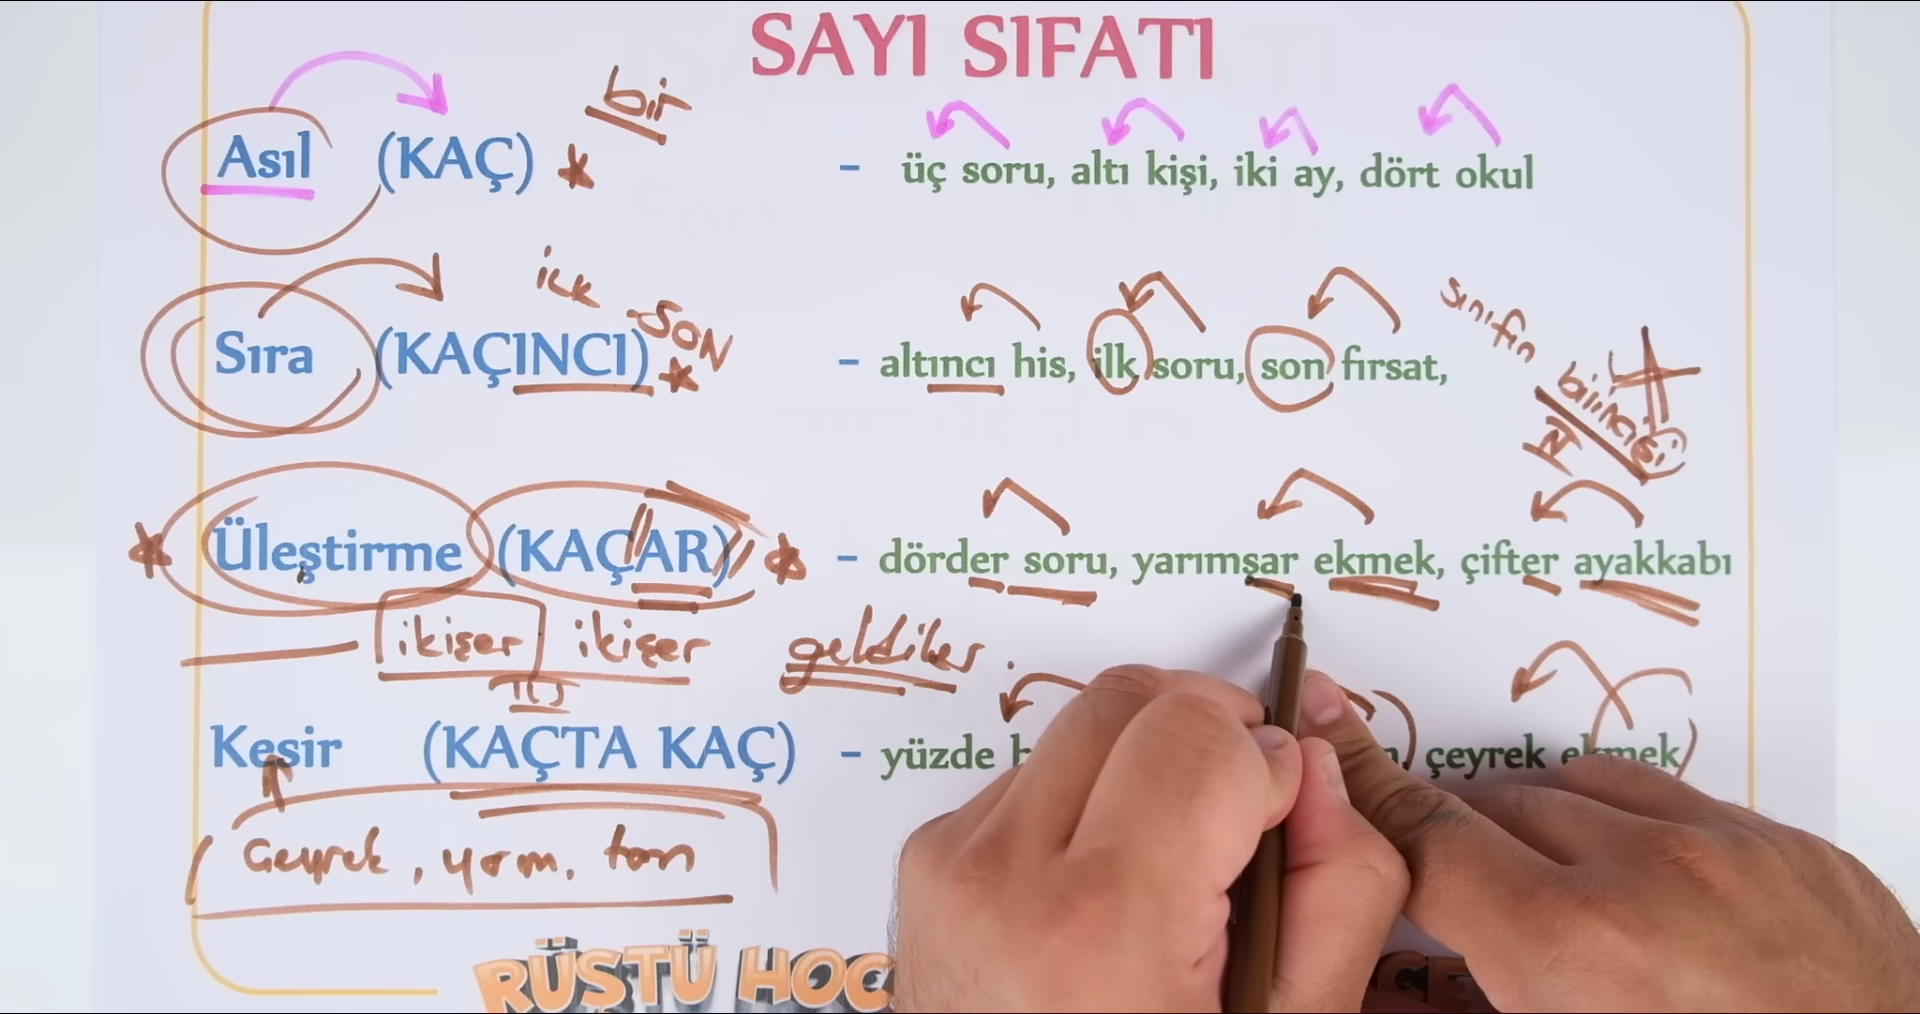 SAYI SIFATI
bir
Asıl (KAÇ) - üç soru, altı kişi, iki ay, dört okul
ilk SON
sınıfın birincisi
Sıra (KAÇINCI) - altıncı his, ilk soru, son fırsat,
Üleştirme (KAÇAR) - dörder soru, yarımşar ekmek, çifter ayakkabı
ikişer ikişer geldiler.
Kesir (KAÇTA KAÇ) - yüzde çeyrek ekmek
Çeyrek, yarım, tam
RÜŞTÜ HOC